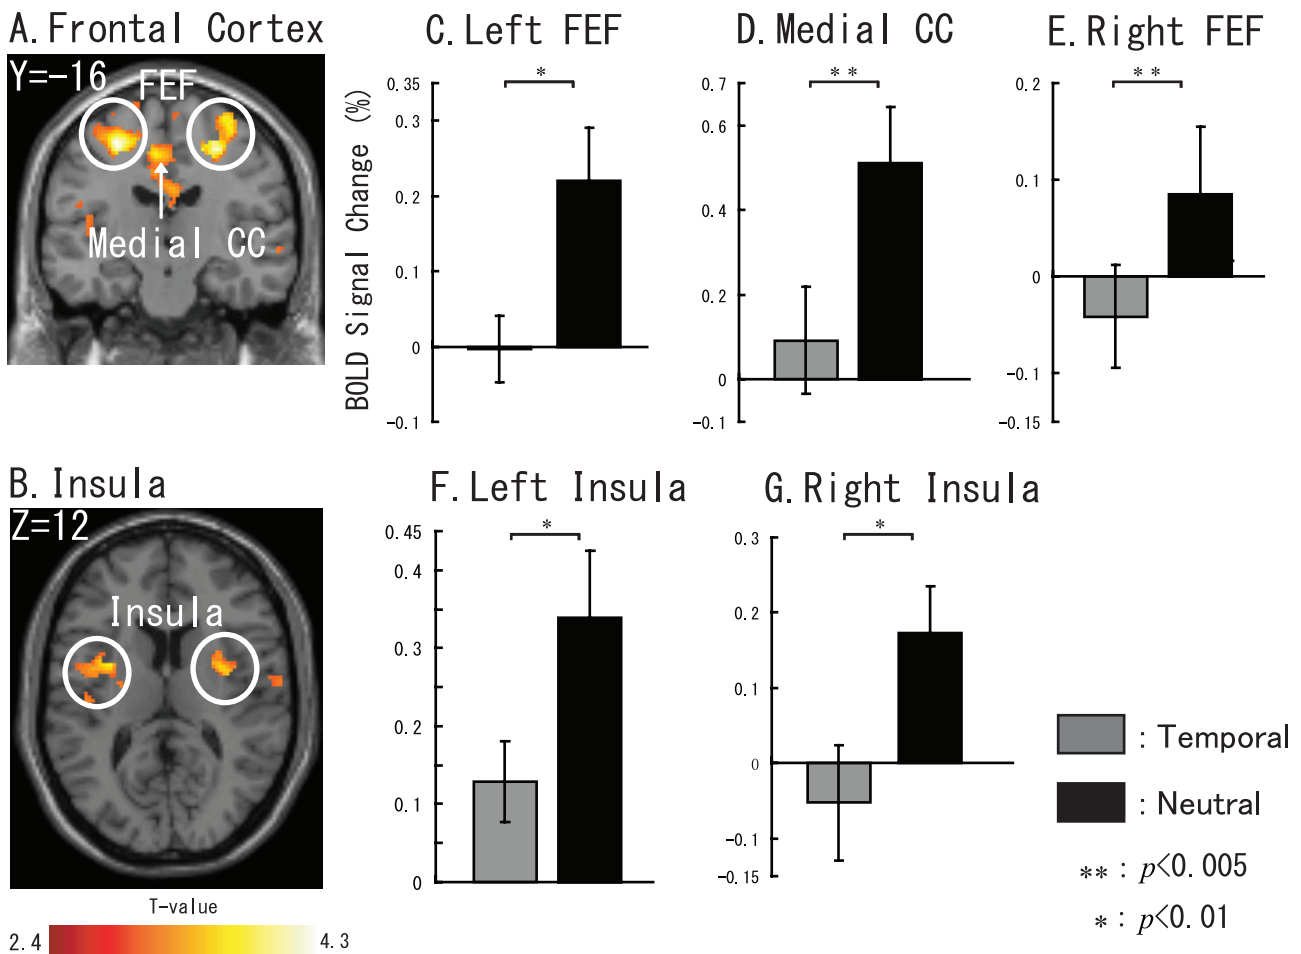 A. Frontal Cortex
Y=-16
FEF
Medial CC
C. Left FEF
BOLD Signal Change (%)
*
0.35
0.3
0.2
0.1
0
-0.1
D. Medial CC
**
0.7
0.6
0.4
0.2
0
-0.1
E. Right FEF
**
0.2
0.1
0
-0.1
-0.15
B. Insula
Z=12
Insula
T-value
2.4
4.3
F. Left Insula
*
0.45
0.4
0.3
0.2
0.1
0
G. Right Insula
*
0.3
0.2
0.1
0
-0.1
-0.15
: Temporal
: Neutral
** : p<0.005
* : p<0.01